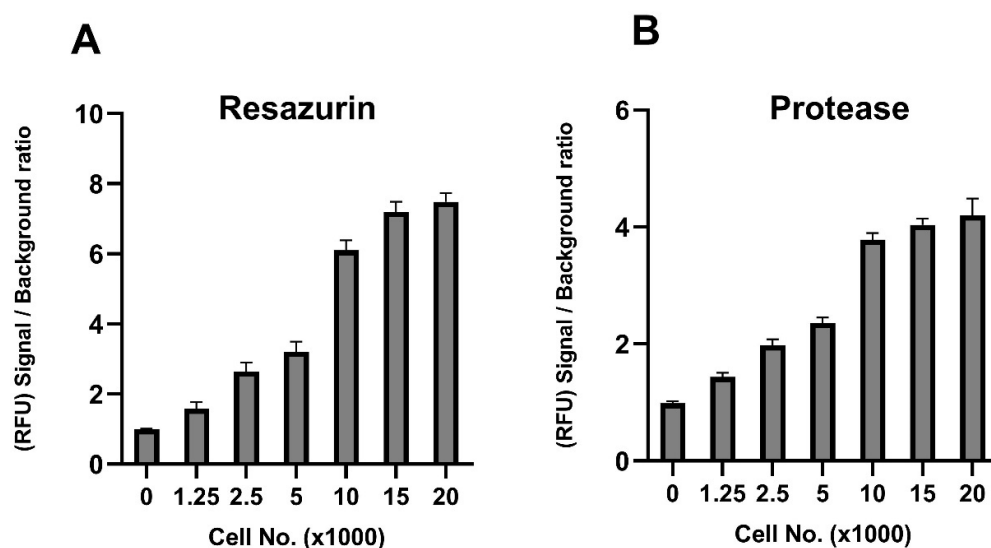 A
Resazurin
(RFU) Signal / Background ratio
10
8
6
4
2
0
0 1.25 2.5 5 10 15 20
Cell No. (x1000)
B
Protease
(RFU) Signal / Background ratio
6
4
2
0
0 1.25 2.5 5 10 15 20
Cell No. (x1000)